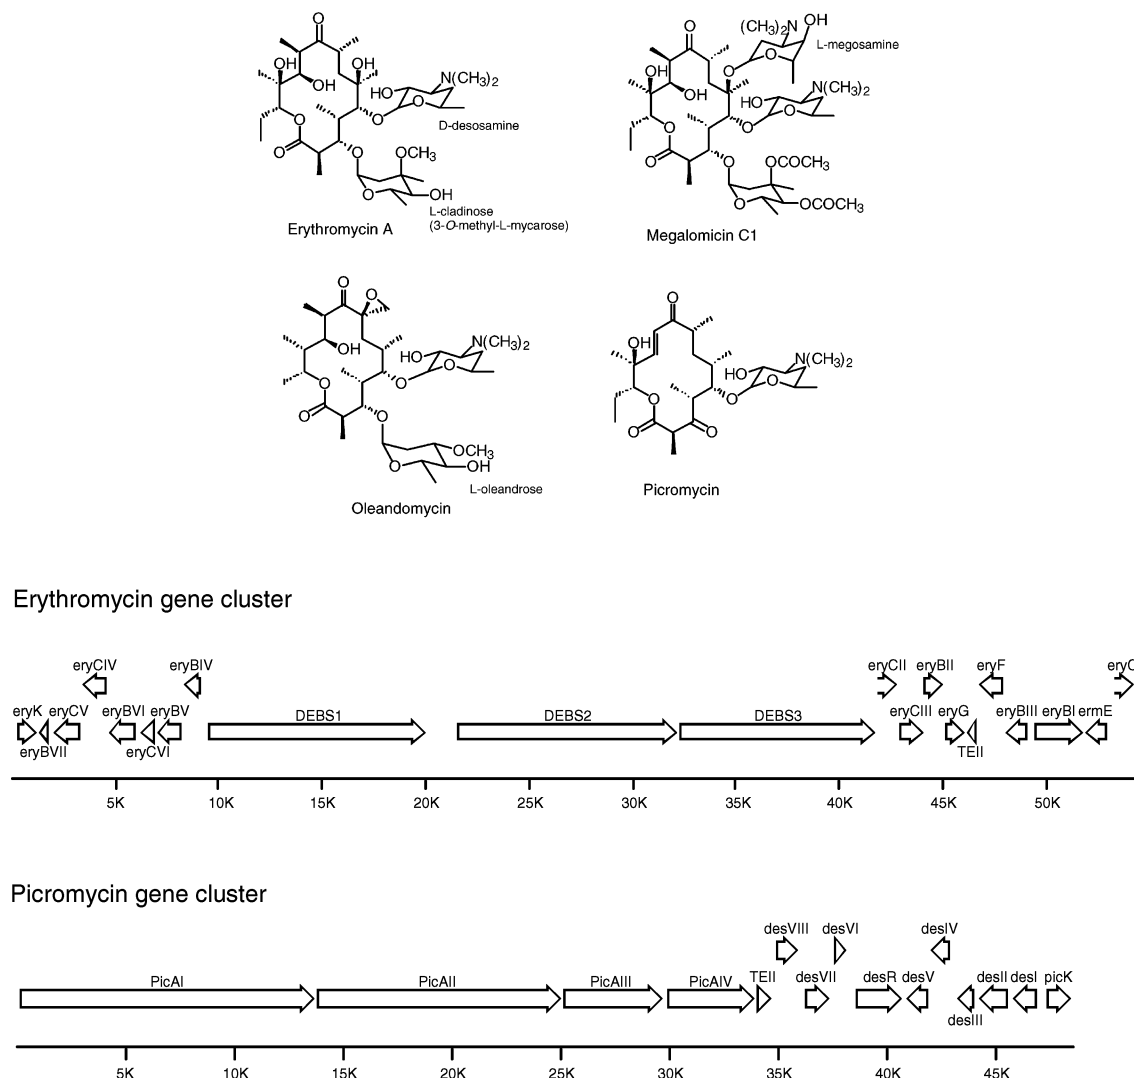 O
OH
OH
OH
HO
N(CH₃)₂
O
O
O
D-desosamine
O
O
OCH₃
O
OH
L-cladinose
(3-O-methyl-L-mycarose)
Erythromycin A
(CH₃)₂N
OH
O
O
L-megosamine
O
OH
OH
HO
N(CH₃)₂
O
O
O
O
O
OCOCH₃
O
OCOCH₃
Megalomicin C1
O
O
OH
HO
N(CH₃)₂
O
O
O
O
O
OCH₃
O
OH
L-oleandrose
Oleandomycin
O
OH
HO
N(CH₃)₂
O
O
O
O
O
Picromycin
Erythromycin gene cluster
eryCIV eryBIV eryCII eryBII eryF eryC
eryK eryCV eryBVI eryBV DEBS1 DEBS2 DEBS3 eryCIII eryG eryBIII eryBI ermE
eryBVII eryCVI TEII
5K 10K 15K 20K 25K 30K 35K 40K 45K 50K
Picromycin gene cluster
desVIII desVI desIV
PicAI PicAII PicAIII PicAIV TEII desVII desR desV desII desI picK
desIII
5K 10K 15K 20K 25K 30K 35K 40K 45K